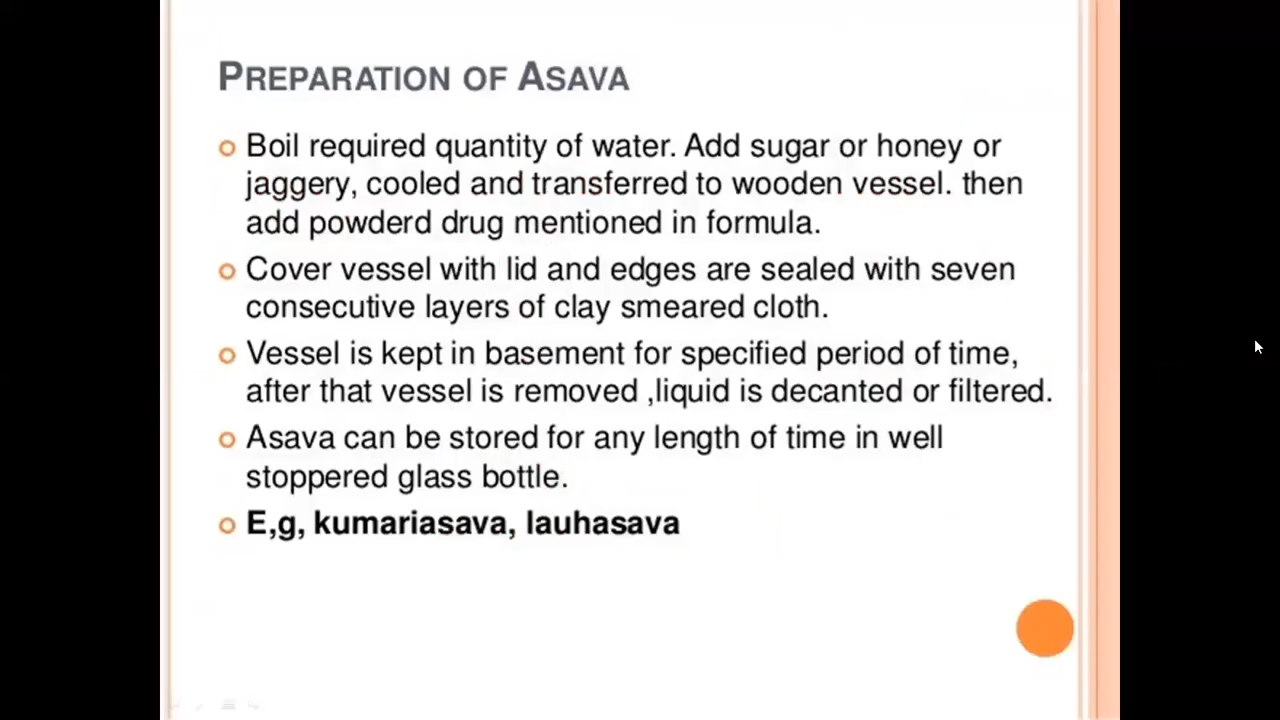 PREPARATION OF ASAVA
Boil required quantity of water. Add sugar or honey or
jaggery, cooled and transferred to wooden vessel. then
add powderd drug mentioned in formula.
Cover vessel with lid and edges are sealed with seven
consecutive layers of clay smeared cloth.
Vessel is kept in basement for specified period of time,
after that vessel is removed ,liquid is decanted or filtered.
Asava can be stored for any length of time in well
stoppered glass bottle.
E,g, kumariasava, lauhasava